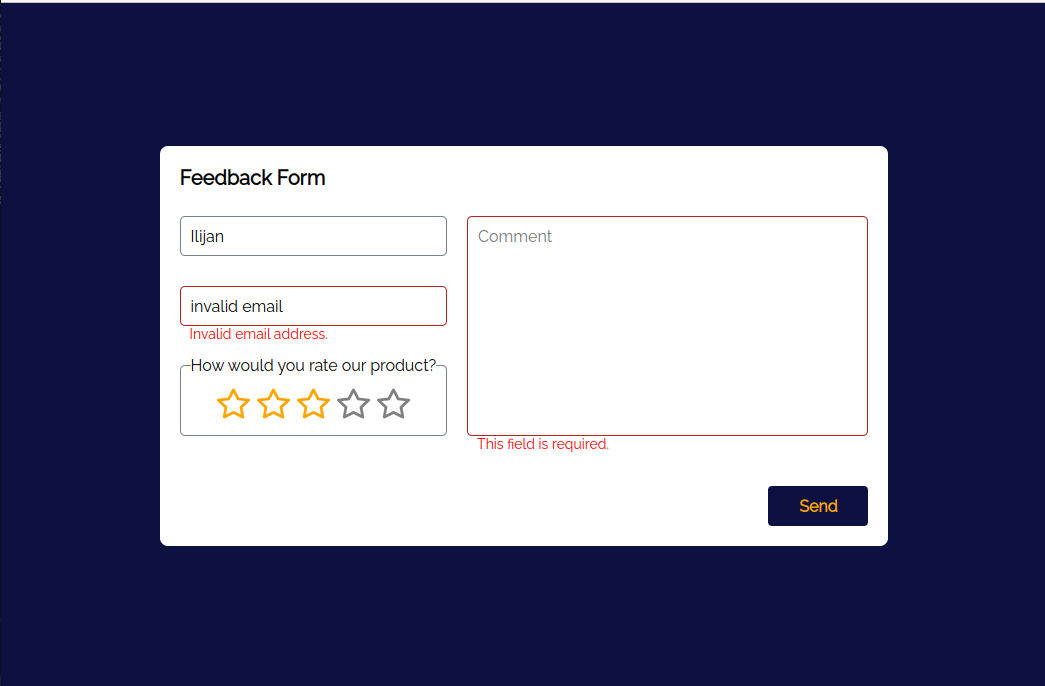 Feedback Form
Ilijan
Comment
invalid email
Invalid email address.
How would you rate our product?
This field is required.
Send